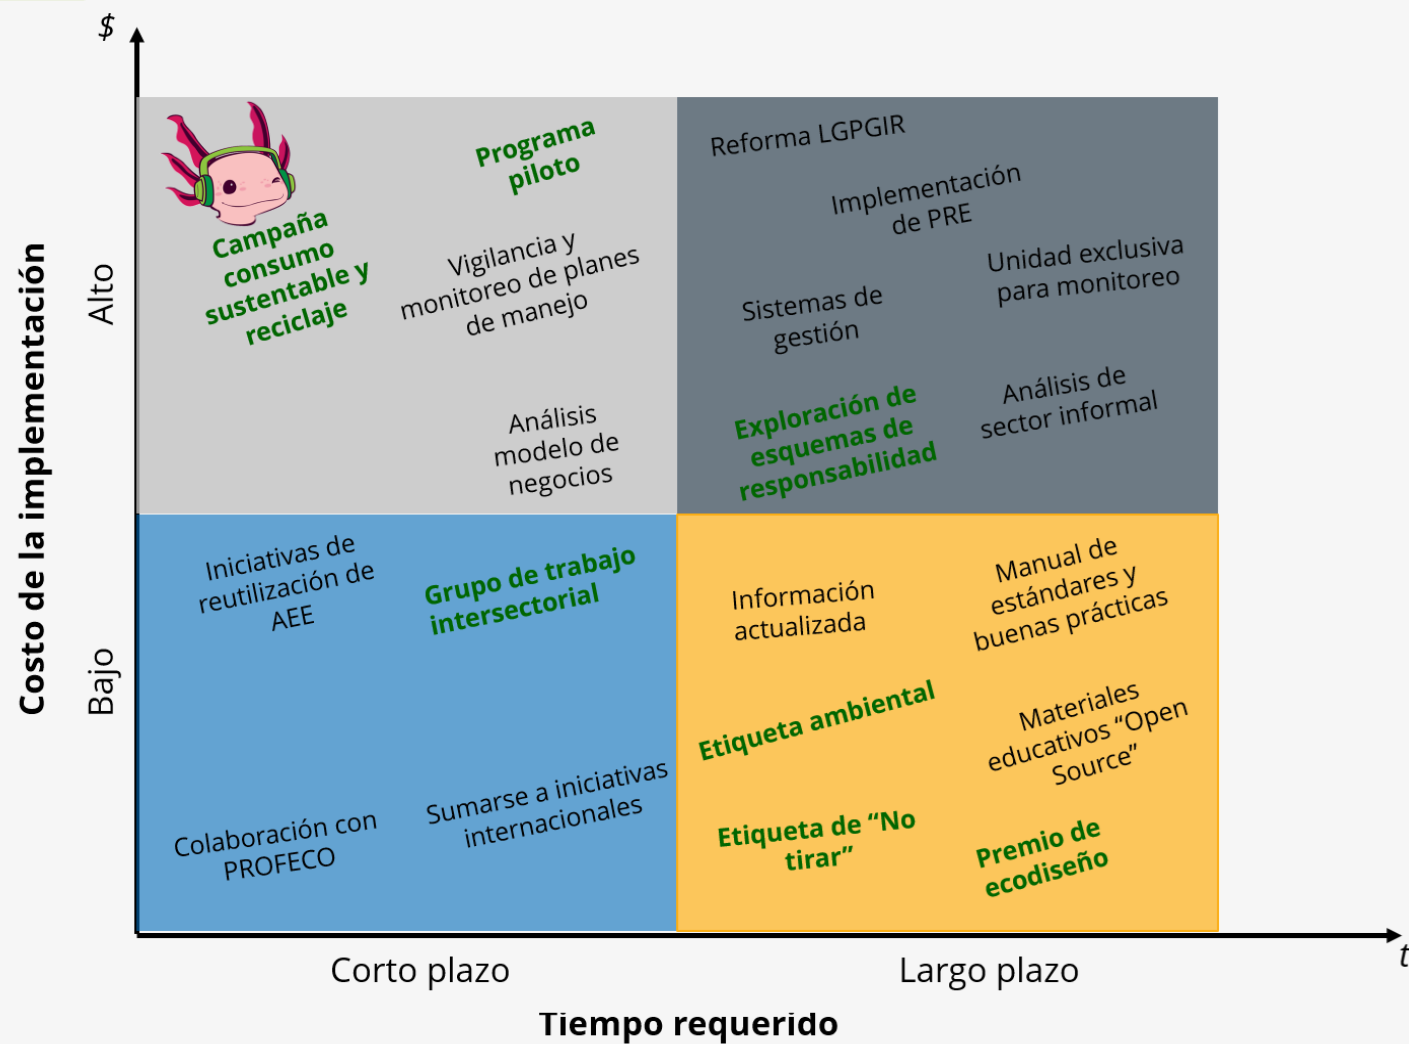 $
Costo de la implementación
Alto
Bajo
Campaña
consumo
sustentable y
reciclaje
Programa
piloto
Vigilancia y
monitoreo de planes
de manejo
Análisis
modelo de
negocios
Reforma LGPGIR
Implementación
de PRE
Unidad exclusiva
para monitoreo
Sistemas de
gestión
Exploración de
esquemas de
responsabilidad
Análisis de
sector informal
Iniciativas de
reutilización de
AEE
Grupo de trabajo
intersectorial
Colaboración con
PROFECO
Sumarse a iniciativas
internacionales
Información
actualizada
Manual de
estándares y
buenas prácticas
Etiqueta ambiental
Materiales
educativos “Open
Source”
Etiqueta de “No
tirar”
Premio de
ecodiseño
t
Corto plazo
Largo plazo
Tiempo requerido